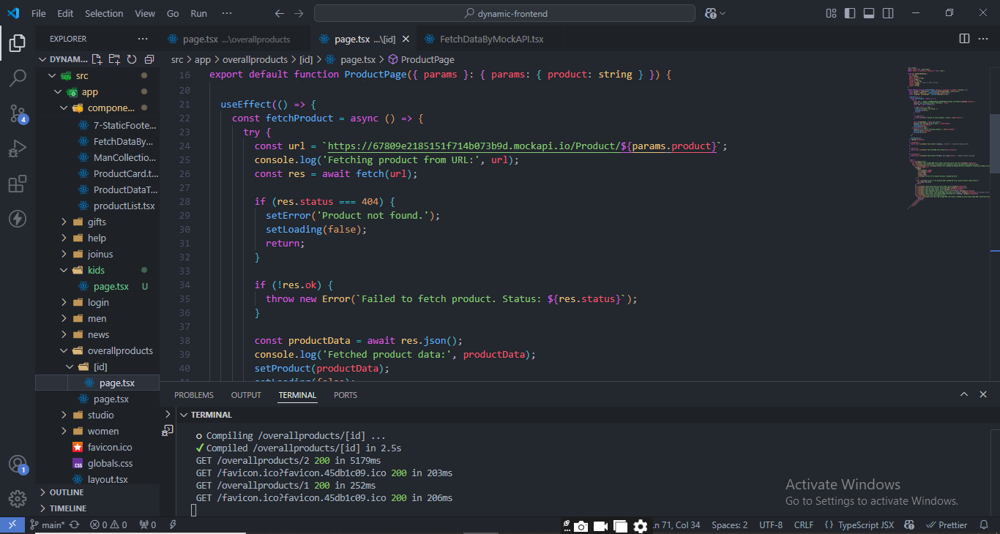 File Edit Selection View Go Run ··· dynamic-frontend
EXPLORER ···
DYNAM...
src
app
compone...
7-StaticFoote...
FetchDataBy...
ManCollectio...
ProductCard.t...
ProductDataT...
productList.tsx
gifts
help
joinus
kids
page.tsx U
login
men
news
overallproducts
[id]
page.tsx
page.tsx
studio
women
favicon.ico
globals.css
layout.tsx
OUTLINE
TIMELINE
4
1
page.tsx ...\overallproducts page.tsx ...\[id] FetchDataByMockAPI.tsx
src > app > overallproducts > [id] > page.tsx > ProductPage
16 export default function ProductPage({ params }: { params: { product: string } }) {
20
21 useEffect(() => {
22 const fetchProduct = async () => {
23 try {
24 const url = `https://67809e2185151f714b073b9d.mockapi.io/Product/${params.product}`;
25 console.log('Fetching product from URL:', url);
26 const res = await fetch(url);
27
28 if (res.status === 404) {
29 setError('Product not found.');
30 setLoading(false);
31 return;
32 }
33
34 if (!res.ok) {
35 throw new Error(`Failed to fetch product. Status: ${res.status}`);
36 }
37
38 const productData = await res.json();
39 console.log('Fetched product data:', productData);
40 setProduct(productData);
41 setLoading(false);
PROBLEMS OUTPUT TERMINAL PORTS
TERMINAL
○ Compiling /overallproducts/[id] ...
✓ Compiled /overallproducts/[id] in 2.5s
GET /overallproducts/2 200 in 5179ms
GET /favicon.ico?favicon.45db1c09.ico 200 in 203ms
GET /overallproducts/1 200 in 252ms
GET /favicon.ico?favicon.45db1c09.ico 200 in 206ms
Activate Windows
Go to Settings to activate Windows.
main* 0 0 0 Ln 71, Col 34 Spaces: 2 UTF-8 CRLF {} TypeScript JSX Prettier